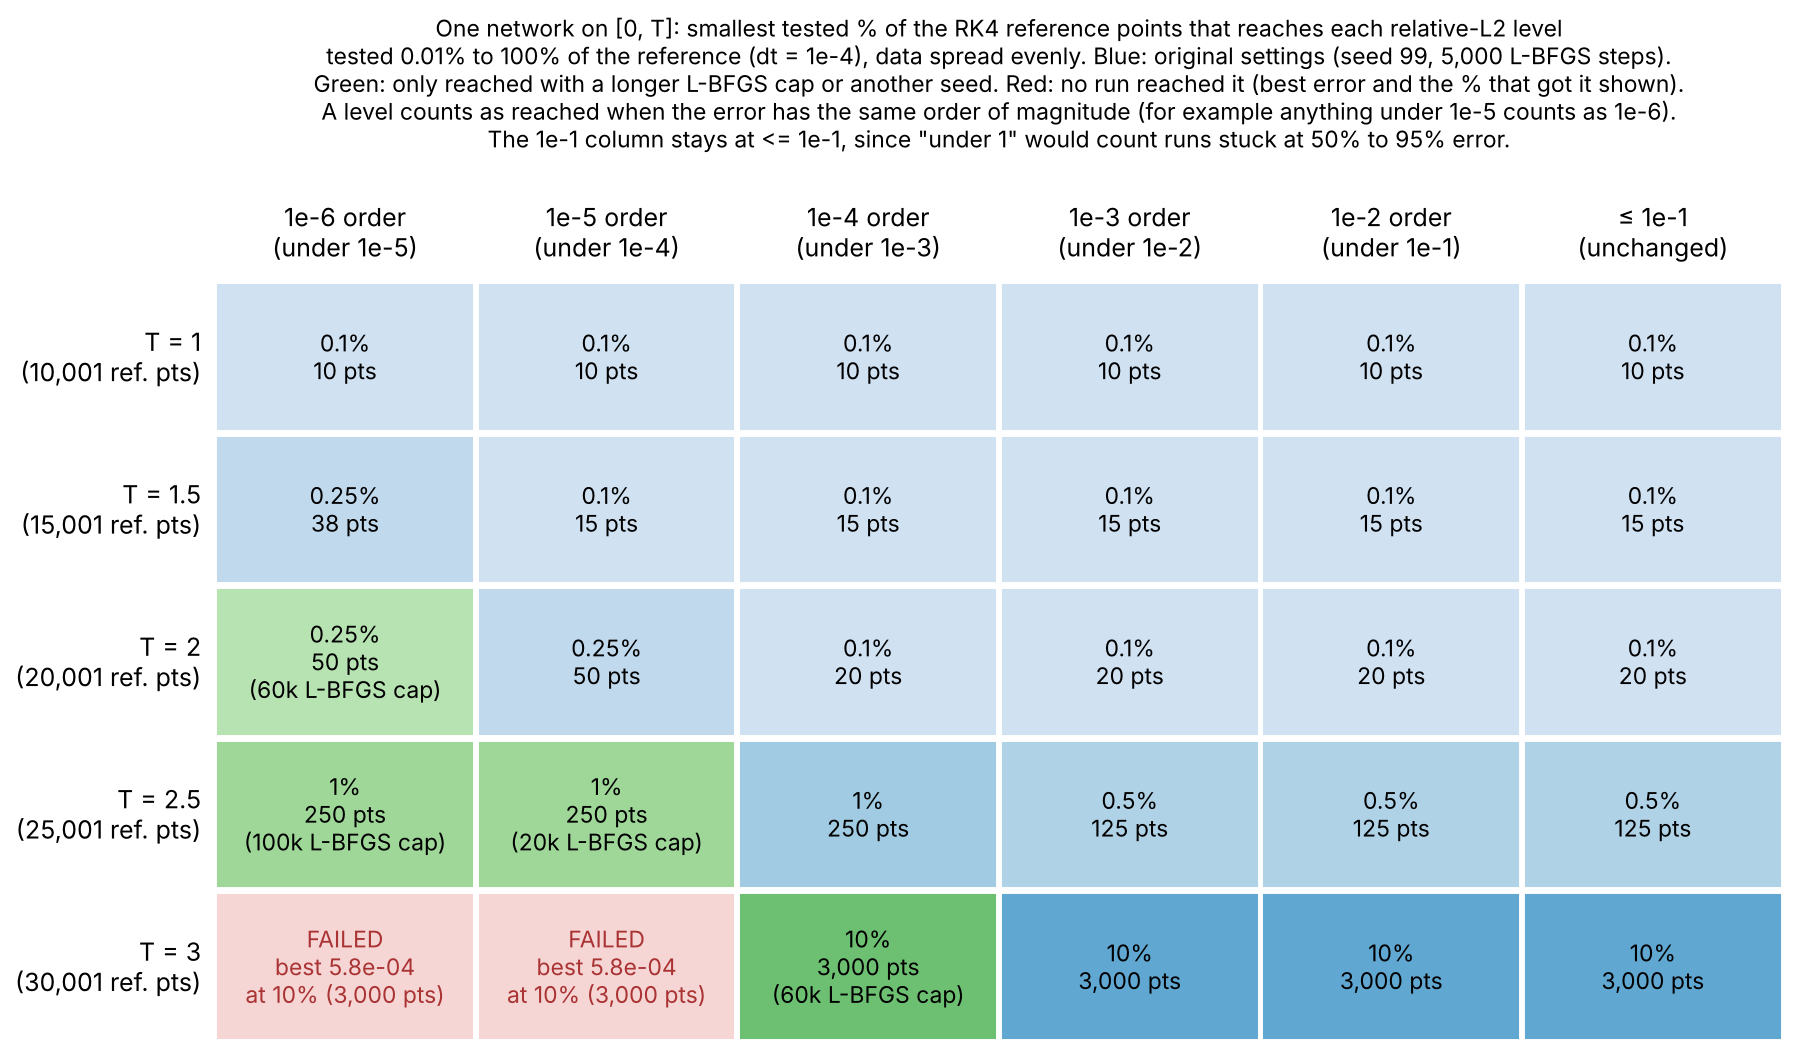 One network on [0, T]: smallest tested % of the RK4 reference points that reaches each relative-L2 level
tested 0.01% to 100% of the reference (dt = 1e-4), data spread evenly. Blue: original settings (seed 99, 5,000 L-BFGS steps).
Green: only reached with a longer L-BFGS cap or another seed. Red: no run reached it (best error and the % that got it shown).
A level counts as reached when the error has the same order of magnitude (for example anything under 1e-5 counts as 1e-6).
The 1e-1 column stays at <= 1e-1, since "under 1" would count runs stuck at 50% to 95% error.
1e-6 order
(under 1e-5)
1e-5 order
(under 1e-4)
1e-4 order
(under 1e-3)
1e-3 order
(under 1e-2)
1e-2 order
(under 1e-1)
≤ 1e-1
(unchanged)
T = 1
(10,001 ref. pts)
0.1%
10 pts
0.1%
10 pts
0.1%
10 pts
0.1%
10 pts
0.1%
10 pts
0.1%
10 pts
T = 1.5
(15,001 ref. pts)
0.25%
38 pts
0.1%
15 pts
0.1%
15 pts
0.1%
15 pts
0.1%
15 pts
0.1%
15 pts
T = 2
(20,001 ref. pts)
0.25%
50 pts
(60k L-BFGS cap)
0.25%
50 pts
0.1%
20 pts
0.1%
20 pts
0.1%
20 pts
0.1%
20 pts
T = 2.5
(25,001 ref. pts)
1%
250 pts
(100k L-BFGS cap)
1%
250 pts
(20k L-BFGS cap)
1%
250 pts
0.5%
125 pts
0.5%
125 pts
0.5%
125 pts
T = 3
(30,001 ref. pts)
FAILED
best 5.8e-04
at 10% (3,000 pts)
FAILED
best 5.8e-04
at 10% (3,000 pts)
10%
3,000 pts
(60k L-BFGS cap)
10%
3,000 pts
10%
3,000 pts
10%
3,000 pts